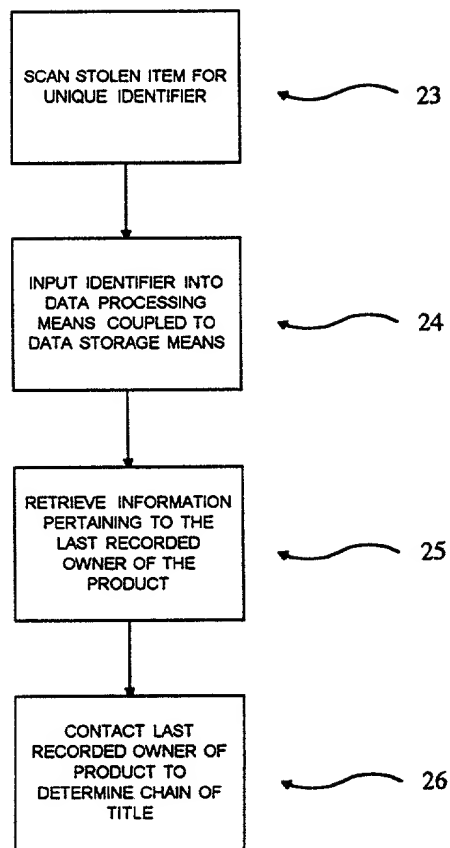 SCAN STOLEN ITEM FOR
UNIQUE IDENTIFIER
23
INPUT IDENTIFIER INTO
DATA PROCESSING
MEANS COUPLED TO
DATA STORAGE MEANS
24
RETRIEVE INFORMATION
PERTAINING TO THE
LAST RECORDED
OWNER OF THE
PRODUCT
25
CONTACT LAST
RECORDED OWNER OF
PRODUCT TO
DETERMINE CHAIN OF
TITLE
26